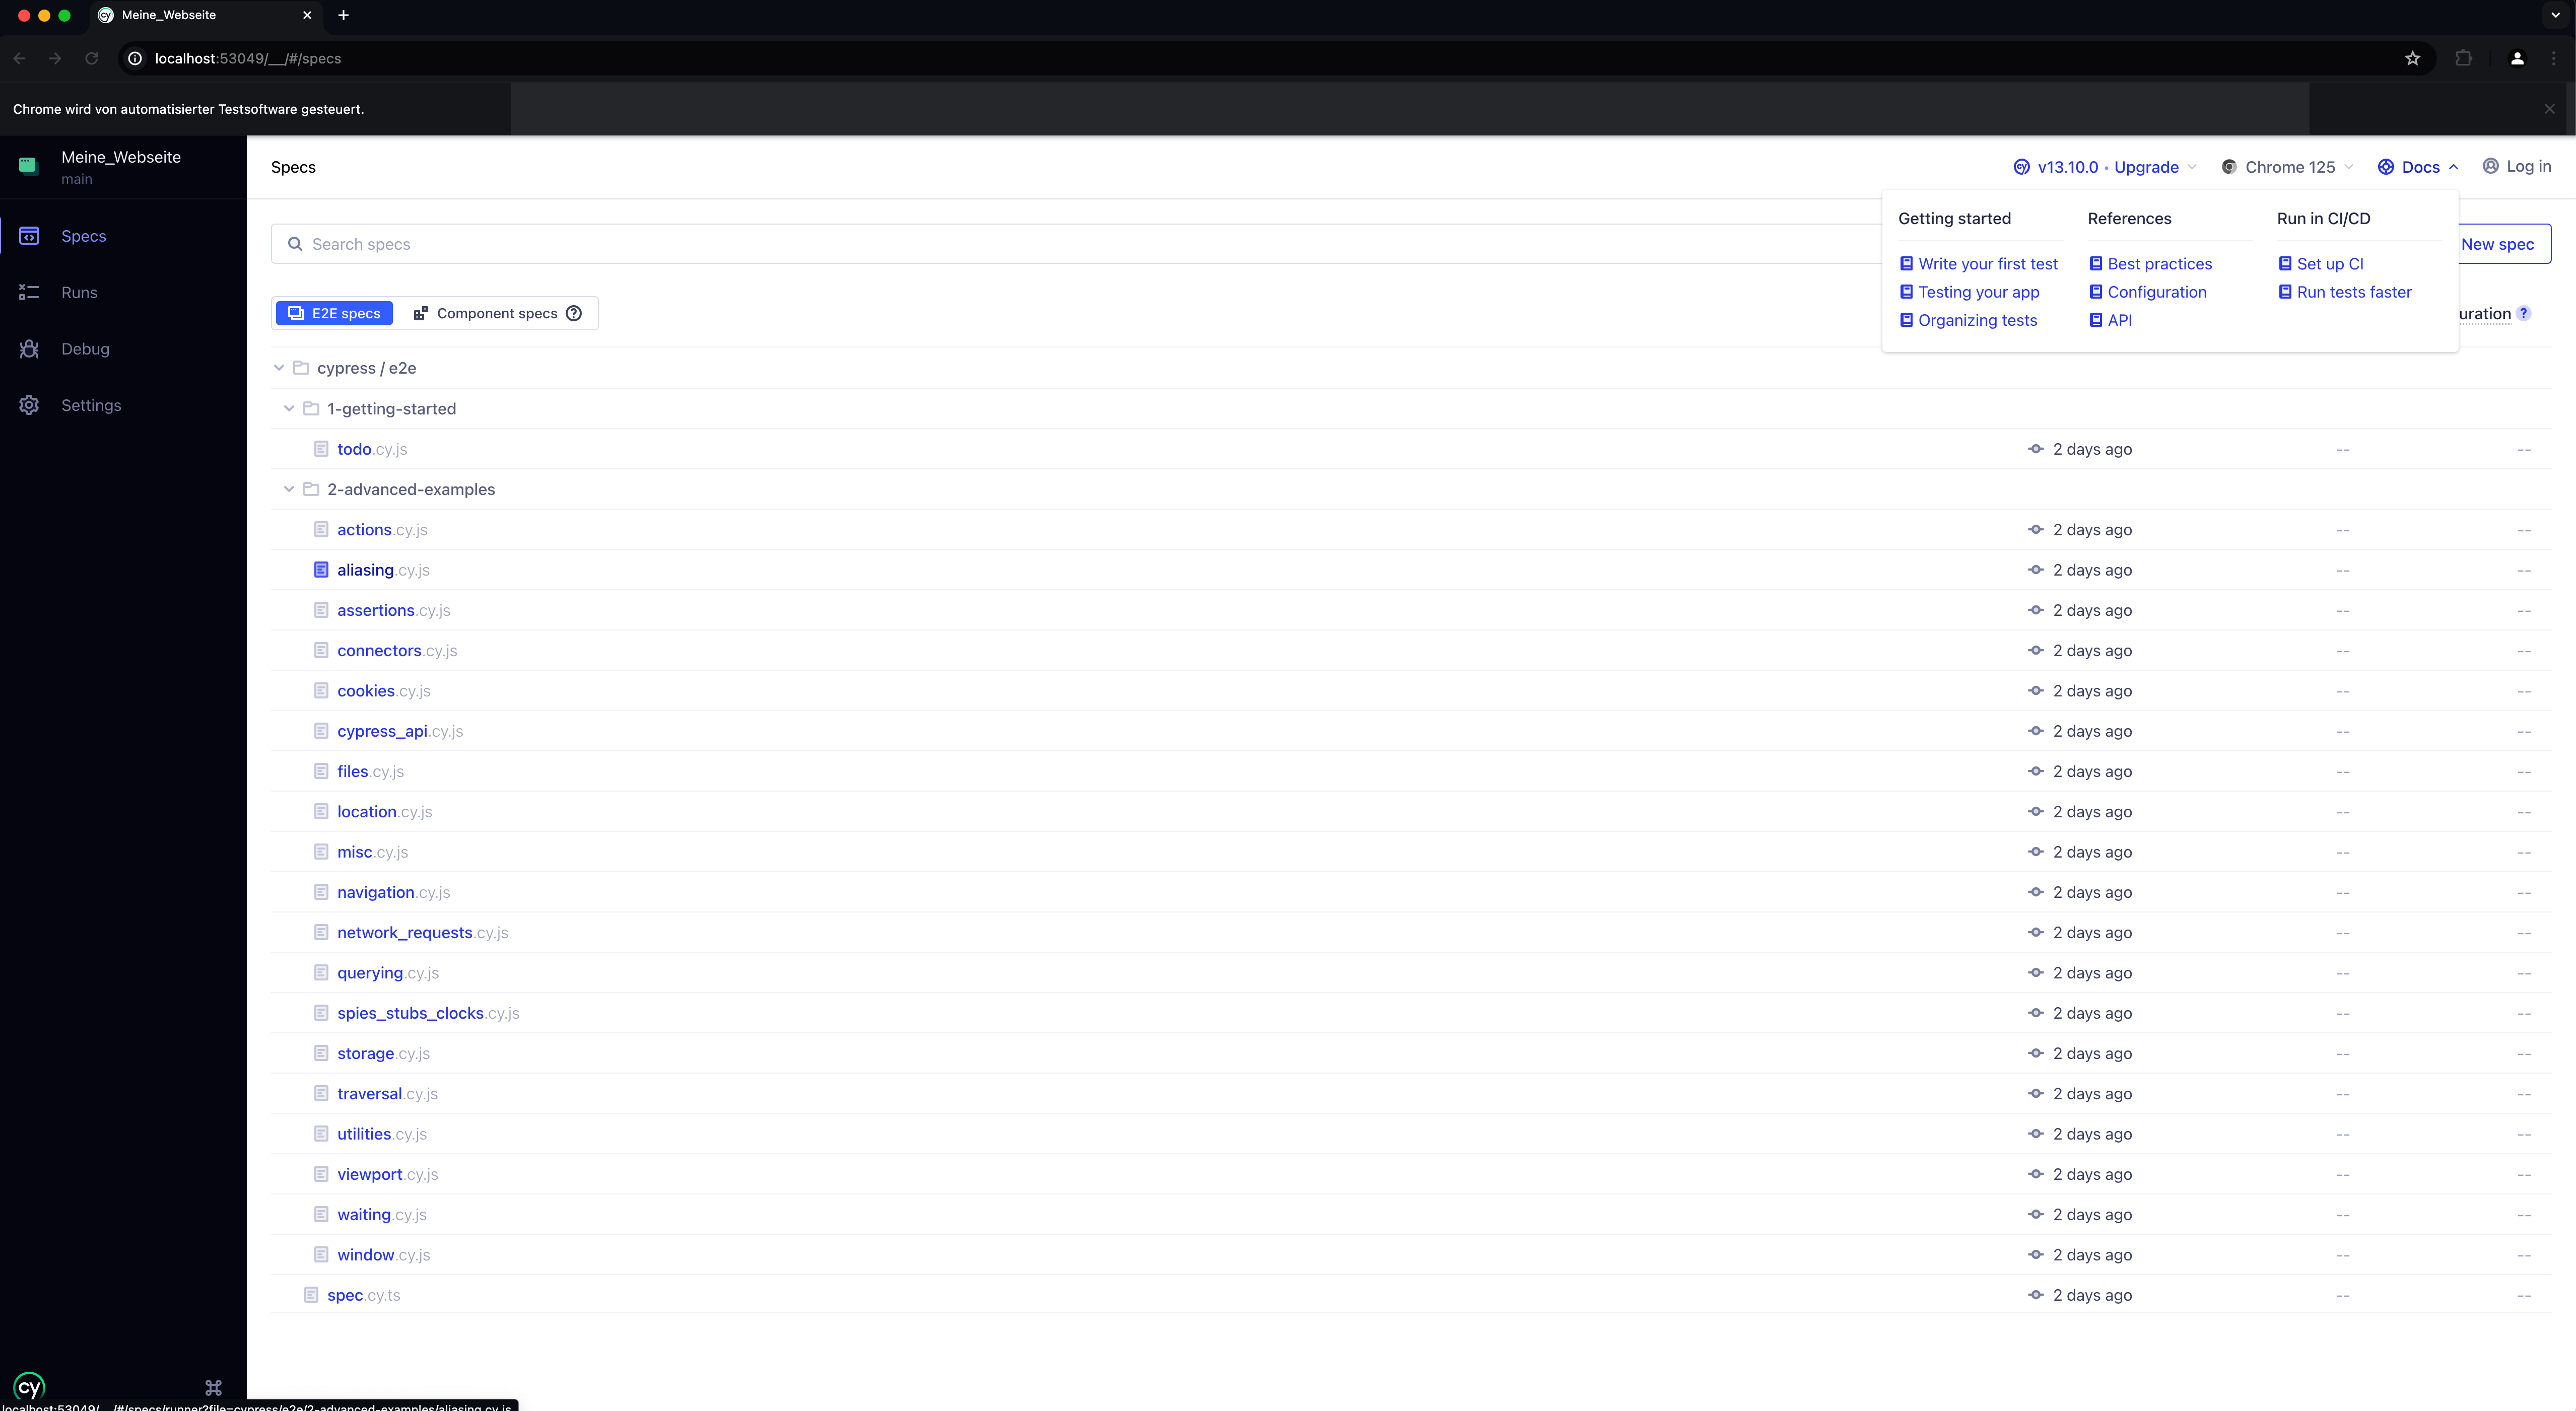 Meine_Webseite
localhost:53049/__/#/specs
Chrome wird von automatisierter Testsoftware gesteuert.
Meine_Webseite
main
Specs
Runs
Debug
Settings
cy
Specs
v13.10.0 • Upgrade
Chrome 125
Docs
Log in
Getting started
Write your first test
Testing your app
Organizing tests
References
Best practices
Configuration
API
Run in CI/CD
Set up CI
Run tests faster
Search specs
New spec
E2E specs
Component specs
uration
cypress / e2e
1-getting-started
todo.cy.js 2 days ago -- --
2-advanced-examples
actions.cy.js 2 days ago -- --
aliasing.cy.js 2 days ago -- --
assertions.cy.js 2 days ago -- --
connectors.cy.js 2 days ago -- --
cookies.cy.js 2 days ago -- --
cypress_api.cy.js 2 days ago -- --
files.cy.js 2 days ago -- --
location.cy.js 2 days ago -- --
misc.cy.js 2 days ago -- --
navigation.cy.js 2 days ago -- --
network_requests.cy.js 2 days ago -- --
querying.cy.js 2 days ago -- --
spies_stubs_clocks.cy.js 2 days ago -- --
storage.cy.js 2 days ago -- --
traversal.cy.js 2 days ago -- --
utilities.cy.js 2 days ago -- --
viewport.cy.js 2 days ago -- --
waiting.cy.js 2 days ago -- --
window.cy.js 2 days ago -- --
spec.cy.ts 2 days ago -- --
localhost:53049/__/#/specs/runner?file=cypress/e2e/2-advanced-examples/aliasing.cy.js